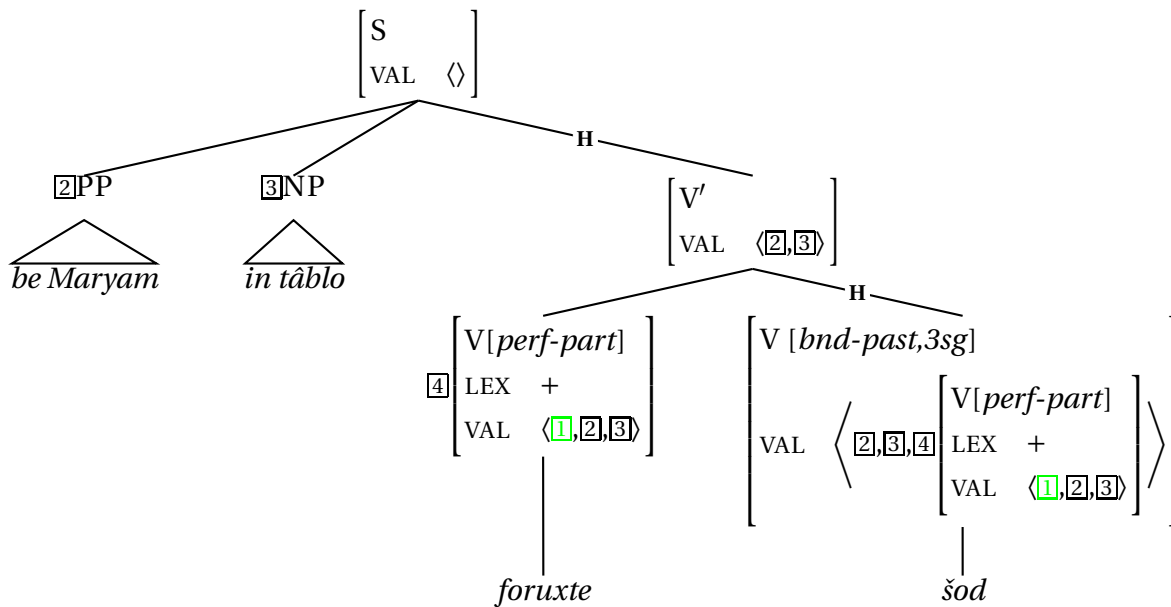 S
VAL ⟨⟩
H
2PP 3NP
V′
VAL ⟨2,3⟩
be Maryam in tâblo
H
V[perf-part] V [bnd-past,3sg]
4 LEX +
VAL ⟨1,2,3⟩
VAL ⟨2,3,4 V[perf-part]
LEX +
VAL ⟨1,2,3⟩⟩
foruxte šod